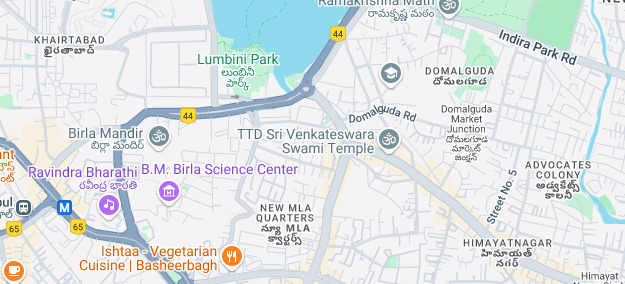 Ramakrishna Math
రామకృష్ణ మఠం
44
Indira Park Rd
KHAIRTABAD
ఖైరతాబాద్
Lumbini Park
లుంబినీ
పార్క్
DOMALGUDA
దోమలగూడ
44
Domalguda Rd
Domalguda
Market
Junction
దోమలగూడ
మార్కెట్
జంక్షన్
Birla Mandir
బిర్లా మందిర్
TTD Sri Venkateswara
Swami Temple
Ravindra Bharathi
రవీంద్ర భారతి
B.M. Birla Science Center
ADVOCATES
COLONY
అడ్వకేట్స్
కాలనీ
Street No. 5
M
65
65
NEW MLA
QUARTERS
న్యూ MLA
క్వార్టర్స్
HIMAYATNAGAR
హిమాయత్
నగర్
Ishtaa - Vegetarian
Cuisine | Basheerbagh
Himayat